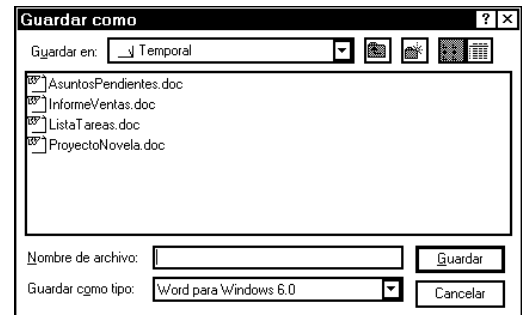 Guardar como
Guardar en: Temporal
AsuntosPendientes.doc
InformeVentas.doc
ListaTareas.doc
ProyectoNovela.doc
Nombre de archivo: Guardar
Guardar como tipo: Word para Windows 6.0 Cancelar